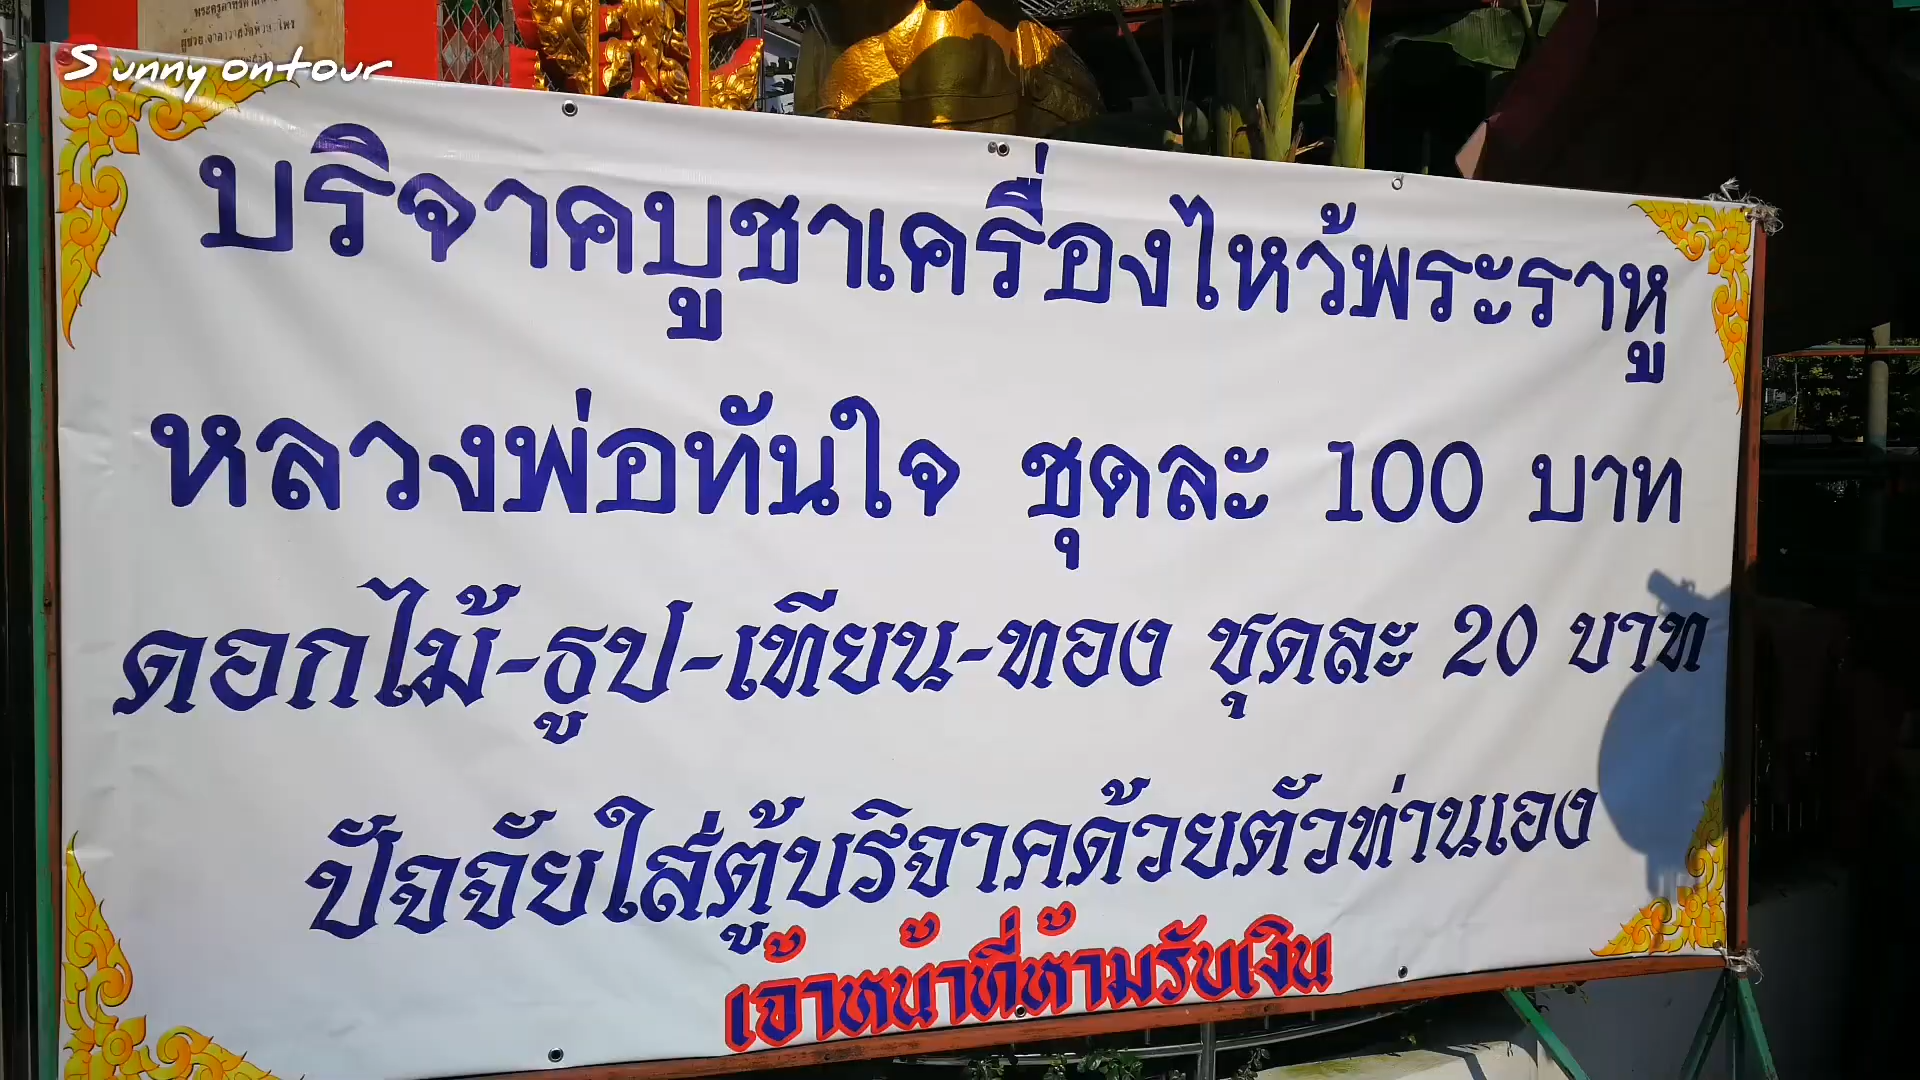 Sunny ontour
บริจาคบูชาเครื่องไหว้พระราหู
หลวงพ่อทันใจ ชุดละ 100 บาท
ดอกไม้-ธูป-เทียน-ทอง ชุดละ 20 บาท
ปัจจัยใส่ตู้บริจาคด้วยตัวท่านเอง
เจ้าหน้าที่ห้ามรับเงิน